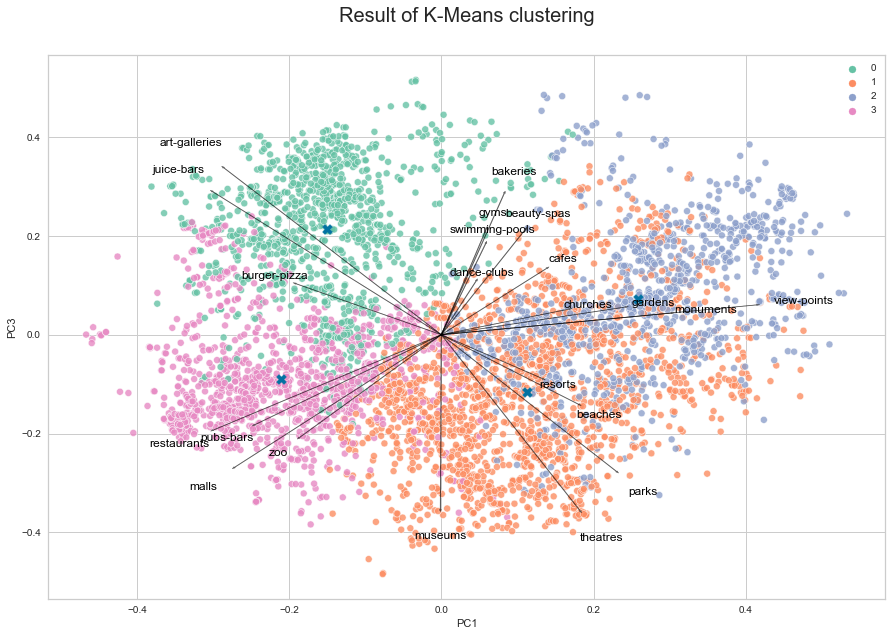 Result of K-Means clustering
0
1
2
3
0.4
art-galleries
juice-bars
bakeries
gyms
beauty-spas
0.2
swimming-pools
cafes
dance-clubs
burger-pizza
churches
gardens
view-points
monuments
PC3
0.0
resorts
beaches
−0.2
restaurants
pubs-bars
zoo
malls
parks
−0.4
museums
theatres
−0.4
−0.2
0.0
0.2
0.4
PC1